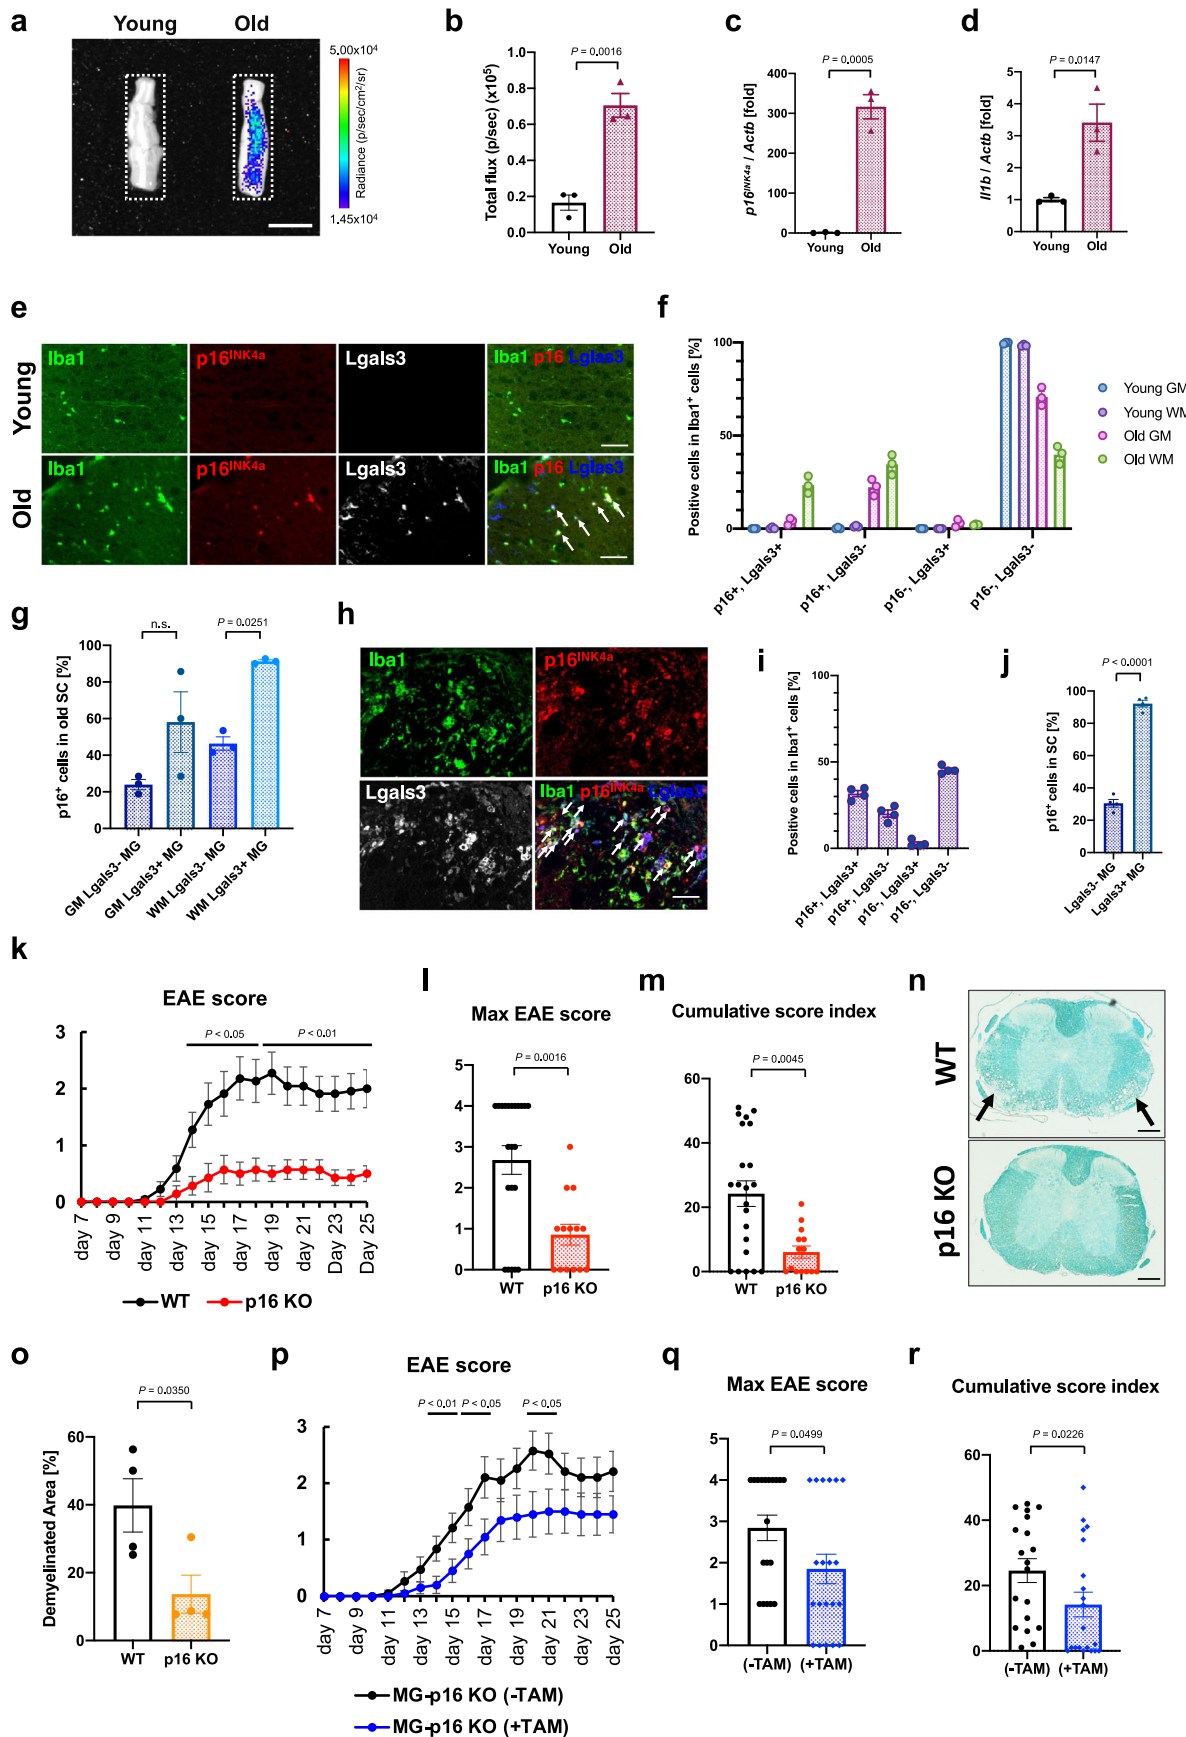 a
Young Old
5.00x10⁴
Radiance (p/sec/cm²/sr)
1.45x10⁴
b
P = 0.0016
Total flux (p/sec) (x10⁵)
1.0
0.8
0.6
0.4
0.2
0.0
Young Old
c
P = 0.0005
p16ᴵᴺᴷ⁴ᵃ / Actb [fold]
400
300
200
100
0
Young Old
d
P = 0.0147
Il1b / Actb [fold]
5
4
3
2
1
0
Young Old
e
Young
Iba1 p16ᴵᴺᴷ⁴ᵃ Lgals3 Iba1 p16 Lglas3
Old
Iba1 p16ᴵᴺᴷ⁴ᵃ Lgals3 Iba1 p16 Lglas3
f
Positive cells in Iba1⁺ cells [%]
100
50
0
p16+, Lgals3+
p16+, Lgals3-
p16-, Lgals3+
p16-, Lgals3-
Young GM
Young WM
Old GM
Old WM
g
n.s. P = 0.0251
p16⁺ cells in old SC [%]
100
80
60
40
20
0
GM Lgals3- MG
GM Lgals3+ MG
WM Lgals3- MG
WM Lgals3+ MG
h
Iba1 p16ᴵᴺᴷ⁴ᵃ
Lgals3 Iba1 p16ᴵᴺᴷ⁴ᵃ Lglas3
i
Positive cells in Iba1⁺ cells [%]
100
50
0
p16+, Lgals3+
p16+, Lgals3-
p16-, Lgals3+
p16-, Lgals3-
j
P < 0.0001
p16⁺ cells in SC [%]
100
80
60
40
20
0
Lgals3- MG
Lgals3+ MG
k
EAE score
P < 0.05 P < 0.01
3
2
1
0
day 7
day 9
day 11
day 13
day 15
day 17
day 19
day 21
Day 23
Day 25
WT p16 KO
l
Max EAE score
P = 0.0016
5
4
3
2
1
0
WT p16 KO
m
Cumulative score index
P = 0.0045
60
40
20
0
WT p16 KO
n
WT
p16 KO
o
P = 0.0350
Demyelinated Area [%]
60
40
20
0
WT p16 KO
p
EAE score
P < 0.01 P < 0.05 P < 0.05
3
2
1
0
day 7
day 9
day 11
day 13
day 15
day 17
day 19
day 21
day 23
day 25
MG-p16 KO (-TAM)
MG-p16 KO (+TAM)
q
Max EAE score
P = 0.0499
5
4
3
2
1
0
(-TAM) (+TAM)
r
Cumulative score index
P = 0.0226
60
40
20
0
(-TAM) (+TAM)